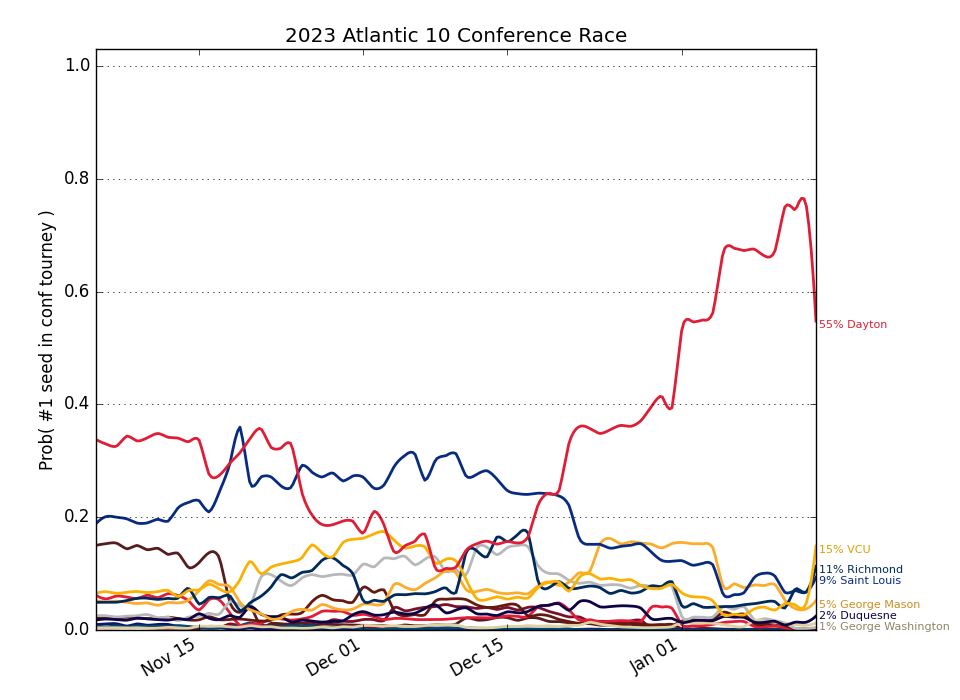 2023 Atlantic 10 Conference Race
Prob( #1 seed in conf tourney )
1.0
0.8
0.6
0.4
0.2
0.0
Nov 15
Dec 01
Dec 15
Jan 01
55% Dayton
15% VCU
11% Richmond
9% Saint Louis
5% George Mason
2% Duquesne
1% George Washington